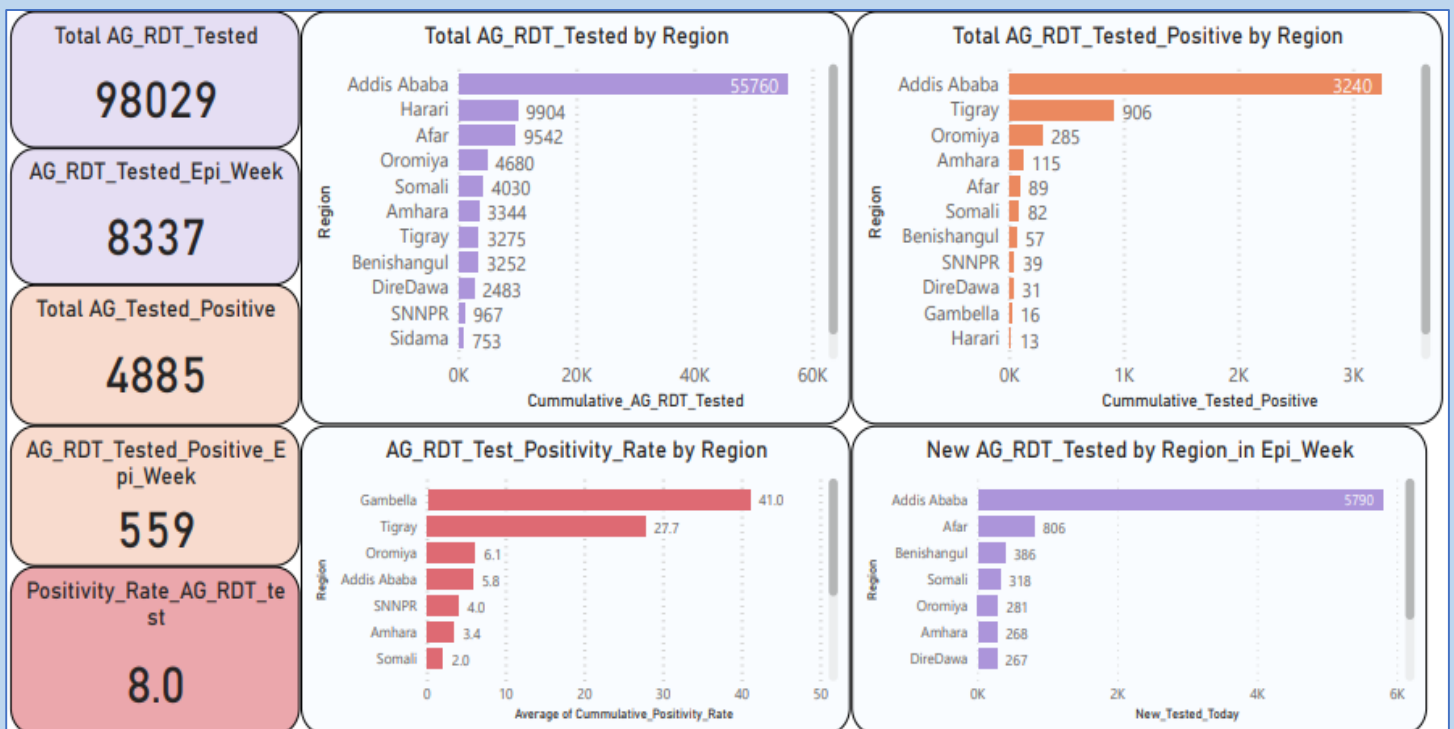 Total AG_RDT_Tested
98029
AG_RDT_Tested_Epi_Week
8337
Total AG_Tested_Positive
4885
AG_RDT_Tested_Positive_E
pi_Week
559
Positivity_Rate_AG_RDT_te
st
8.0
Total AG_RDT_Tested by Region
Region
Addis Ababa 55760
Harari 9904
Afar 9542
Oromiya 4680
Somali 4030
Amhara 3344
Tigray 3275
Benishangul 3252
DireDawa 2483
SNNPR 967
Sidama 753
0K 20K 40K 60K
Cummulative_AG_RDT_Tested
Total AG_RDT_Tested_Positive by Region
Region
Addis Ababa 3240
Tigray 906
Oromiya 285
Amhara 115
Afar 89
Somali 82
Benishangul 57
SNNPR 39
DireDawa 31
Gambella 16
Harari 13
0K 1K 2K 3K
Cummulative_Tested_Positive
AG_RDT_Test_Positivity_Rate by Region
Region
Gambella 41.0
Tigray 27.7
Oromiya 6.1
Addis Ababa 5.8
SNNPR 4.0
Amhara 3.4
Somali 2.0
0 10 20 30 40 50
Average of Cummulative_Positivity_Rate
New AG_RDT_Tested by Region_in Epi_Week
Region
Addis Ababa 5790
Afar 806
Benishangul 386
Somali 318
Oromiya 281
Amhara 268
DireDawa 267
0K 2K 4K 6K
New_Tested_Today